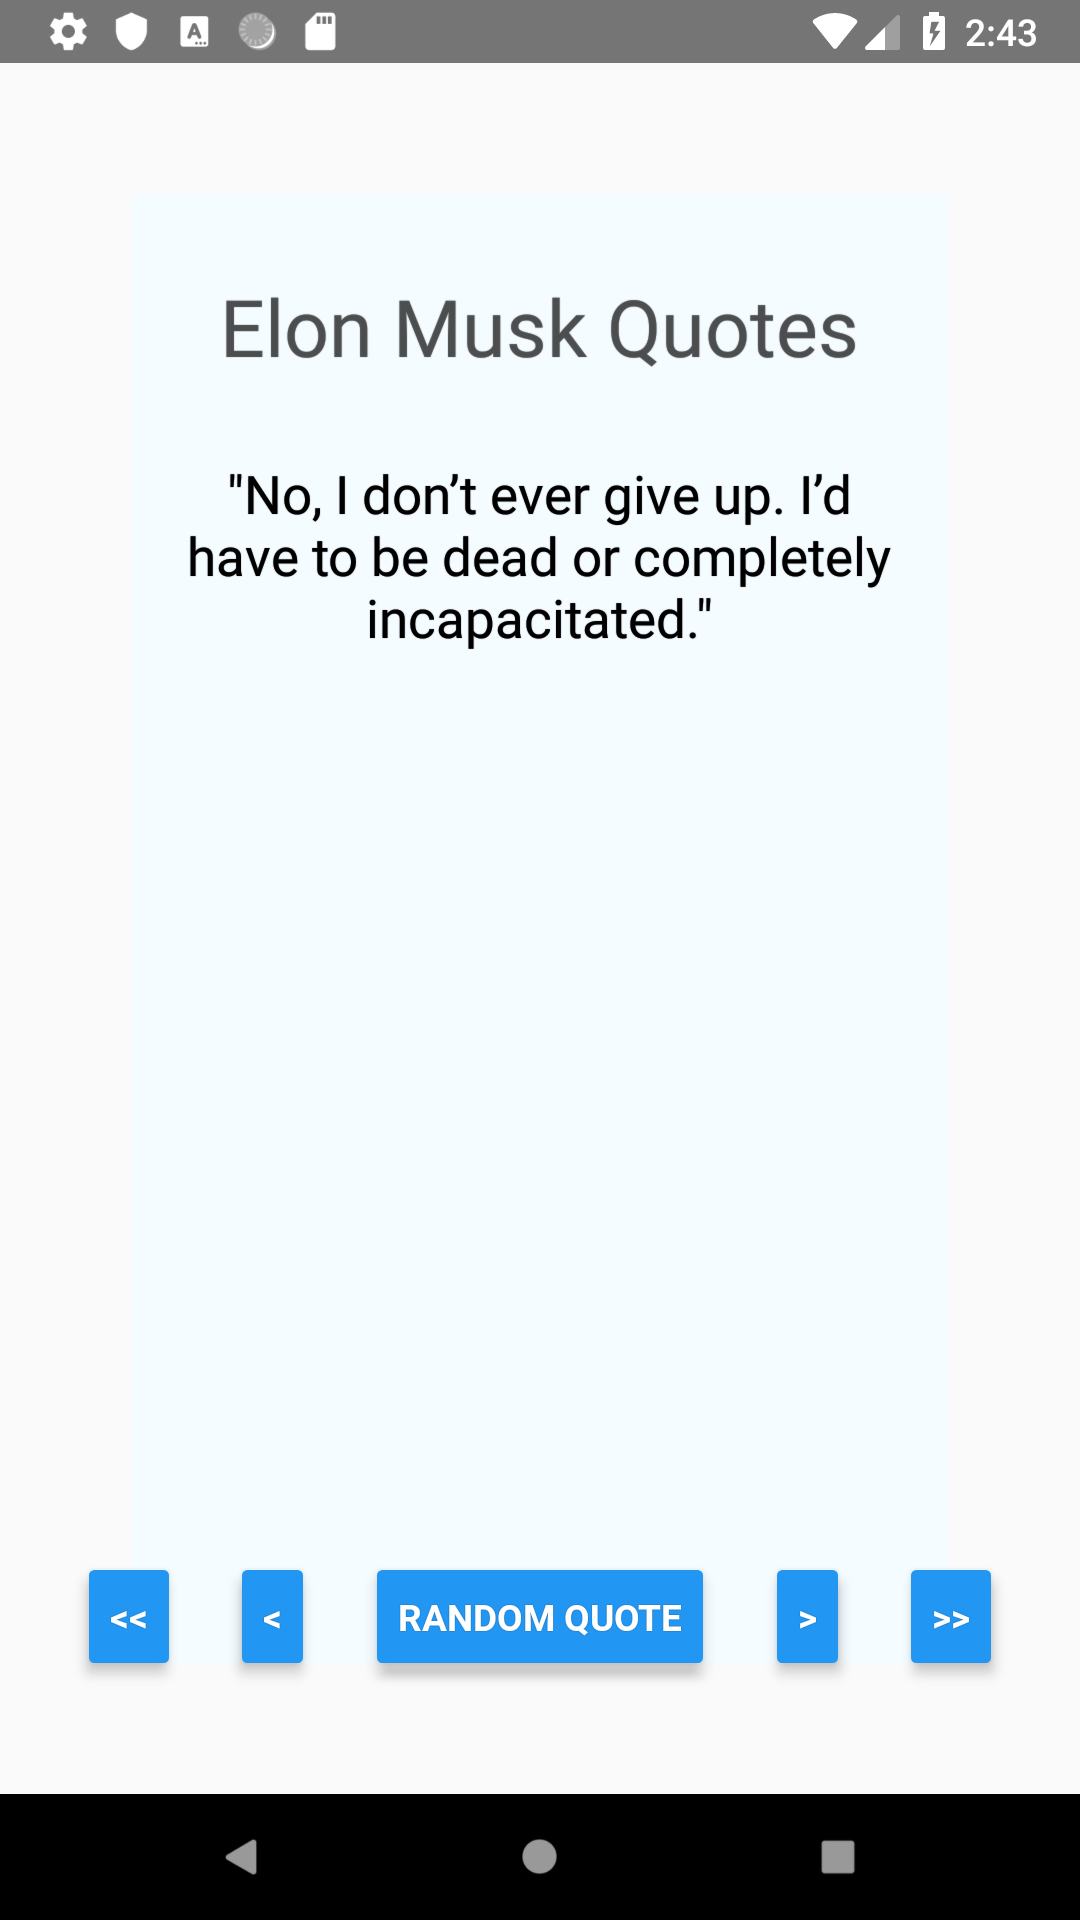 2:43
Elon Musk Quotes
"No, I don’t ever give up. I’d
have to be dead or completely
incapacitated."
<< < RANDOM QUOTE > >>